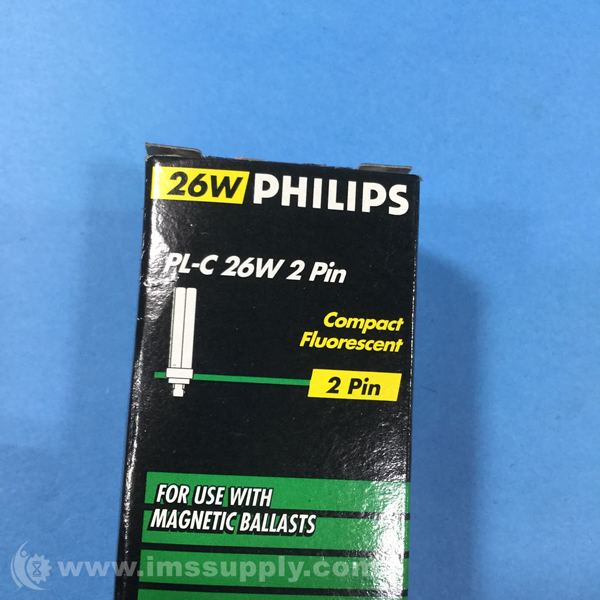 26W PHILIPS
PL-C 26W 2 Pin
Compact
Fluorescent
2 Pin
FOR USE WITH
MAGNETIC BALLASTS
www.imssupply.com